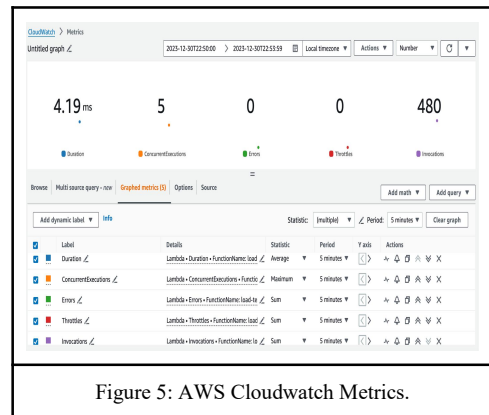 CloudWatch > Metrics
Untitled graph
2023-12-30T22:50:00 > 2023-12-30T22:53:59 Local timezone ▼ Actions ▼ Number ▼ ▼
4.19 ms 5 0 0 480
Duration ConcurrentExecutions Errors Throttles Invocations
=
Browse Multi source query - new Graphed metrics (5) Options Source Add math ▼ Add query ▼
Add dynamic label ▼ Info Statistic: (multiple) ▼ Period: 5 minutes ▼ Clear graph
Label Details Statistic Period Y axis Actions
Duration Lambda • Duration • FunctionName: load Average ▼ 5 minutes ▼ < >
ConcurrentExecutions Lambda • ConcurrentExecutions • Functio Maximum ▼ 5 minutes ▼ < >
Errors Lambda • Errors • FunctionName: load-te Sum ▼ 5 minutes ▼ < >
Throttles Lambda • Throttles • FunctionName: loa Sum ▼ 5 minutes ▼ < >
Invocations Lambda • Invocations • FunctionName: lo Sum ▼ 5 minutes ▼ < >
Figure 5: AWS Cloudwatch Metrics.